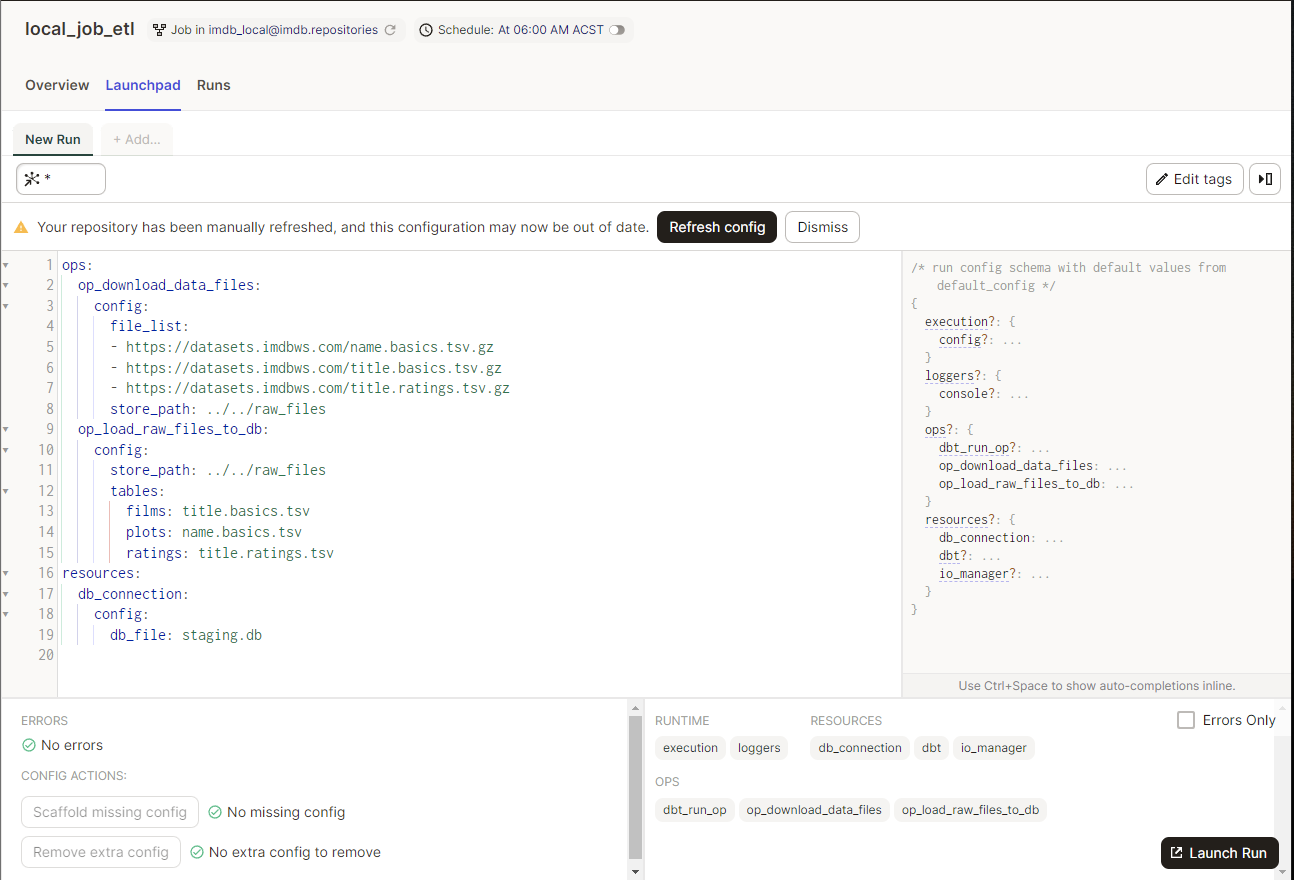 local_job_etl Job in imdb_local@imdb.repositories Schedule: At 06:00 AM ACST
Overview Launchpad Runs
New Run + Add...
* Edit tags
Your repository has been manually refreshed, and this configuration may now be out of date. Refresh config Dismiss
1 ops:
2 op_download_data_files:
3 config:
4 file_list:
5 - https://datasets.imdbws.com/name.basics.tsv.gz
6 - https://datasets.imdbws.com/title.basics.tsv.gz
7 - https://datasets.imdbws.com/title.ratings.tsv.gz
8 store_path: ../../raw_files
9 op_load_raw_files_to_db:
10 config:
11 store_path: ../../raw_files
12 tables:
13 films: title.basics.tsv
14 plots: name.basics.tsv
15 ratings: title.ratings.tsv
16 resources:
17 db_connection:
18 config:
19 db_file: staging.db
20
/* run config schema with default values from
default_config */
{
execution?: {
config?: ...
}
loggers?: {
console?: ...
}
ops?: {
dbt_run_op?: ...
op_download_data_files: ...
op_load_raw_files_to_db: ...
}
resources?: {
db_connection: ...
dbt?: ...
io_manager?: ...
}
}
Use Ctrl+Space to show auto-completions inline.
ERRORS
No errors
CONFIG ACTIONS:
Scaffold missing config No missing config
Remove extra config No extra config to remove
RUNTIME RESOURCES Errors Only
execution loggers db_connection dbt io_manager
OPS
dbt_run_op op_download_data_files op_load_raw_files_to_db
Launch Run